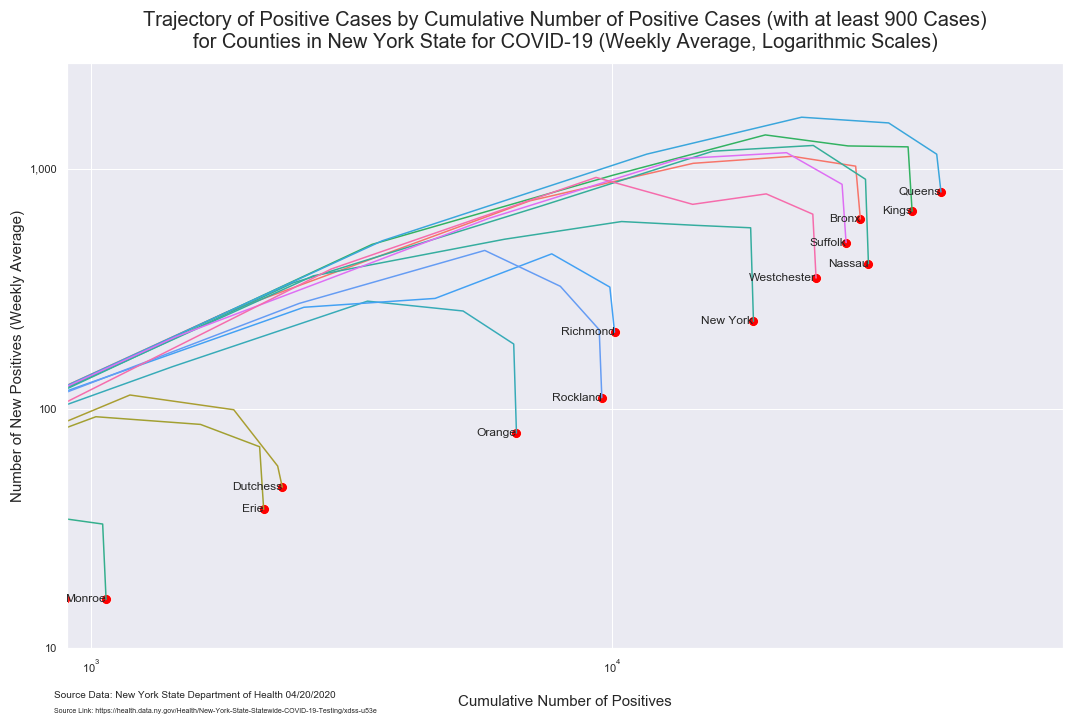 Trajectory of Positive Cases by Cumulative Number of Positive Cases (with at least 900 Cases)
for Counties in New York State for COVID-19 (Weekly Average, Logarithmic Scales)
Number of New Positives (Weekly Average)
1,000
100
10
Queens
Kings
Bronx
Suffolk
Nassau
Westchester
New York
Richmond
Rockland
Orange
Dutchess
Erie
Monroe
10³
10⁴
Cumulative Number of Positives
Source Data: New York State Department of Health 04/20/2020
Source Link: https://health.data.ny.gov/Health/New-York-State-Statewide-COVID-19-Testing/xdss-u53e